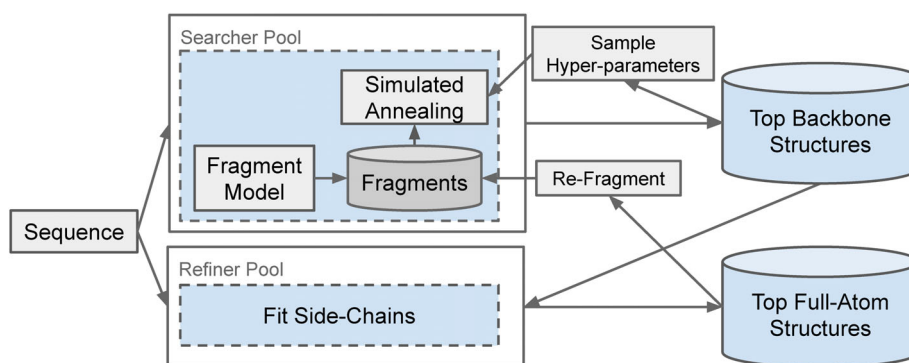 Searcher Pool
Sample
Hyper-parameters
Simulated
Annealing
Top Backbone
Structures
Fragment
Model
Fragments
Re-Fragment
Sequence
Refiner Pool
Fit Side-Chains
Top Full-Atom
Structures